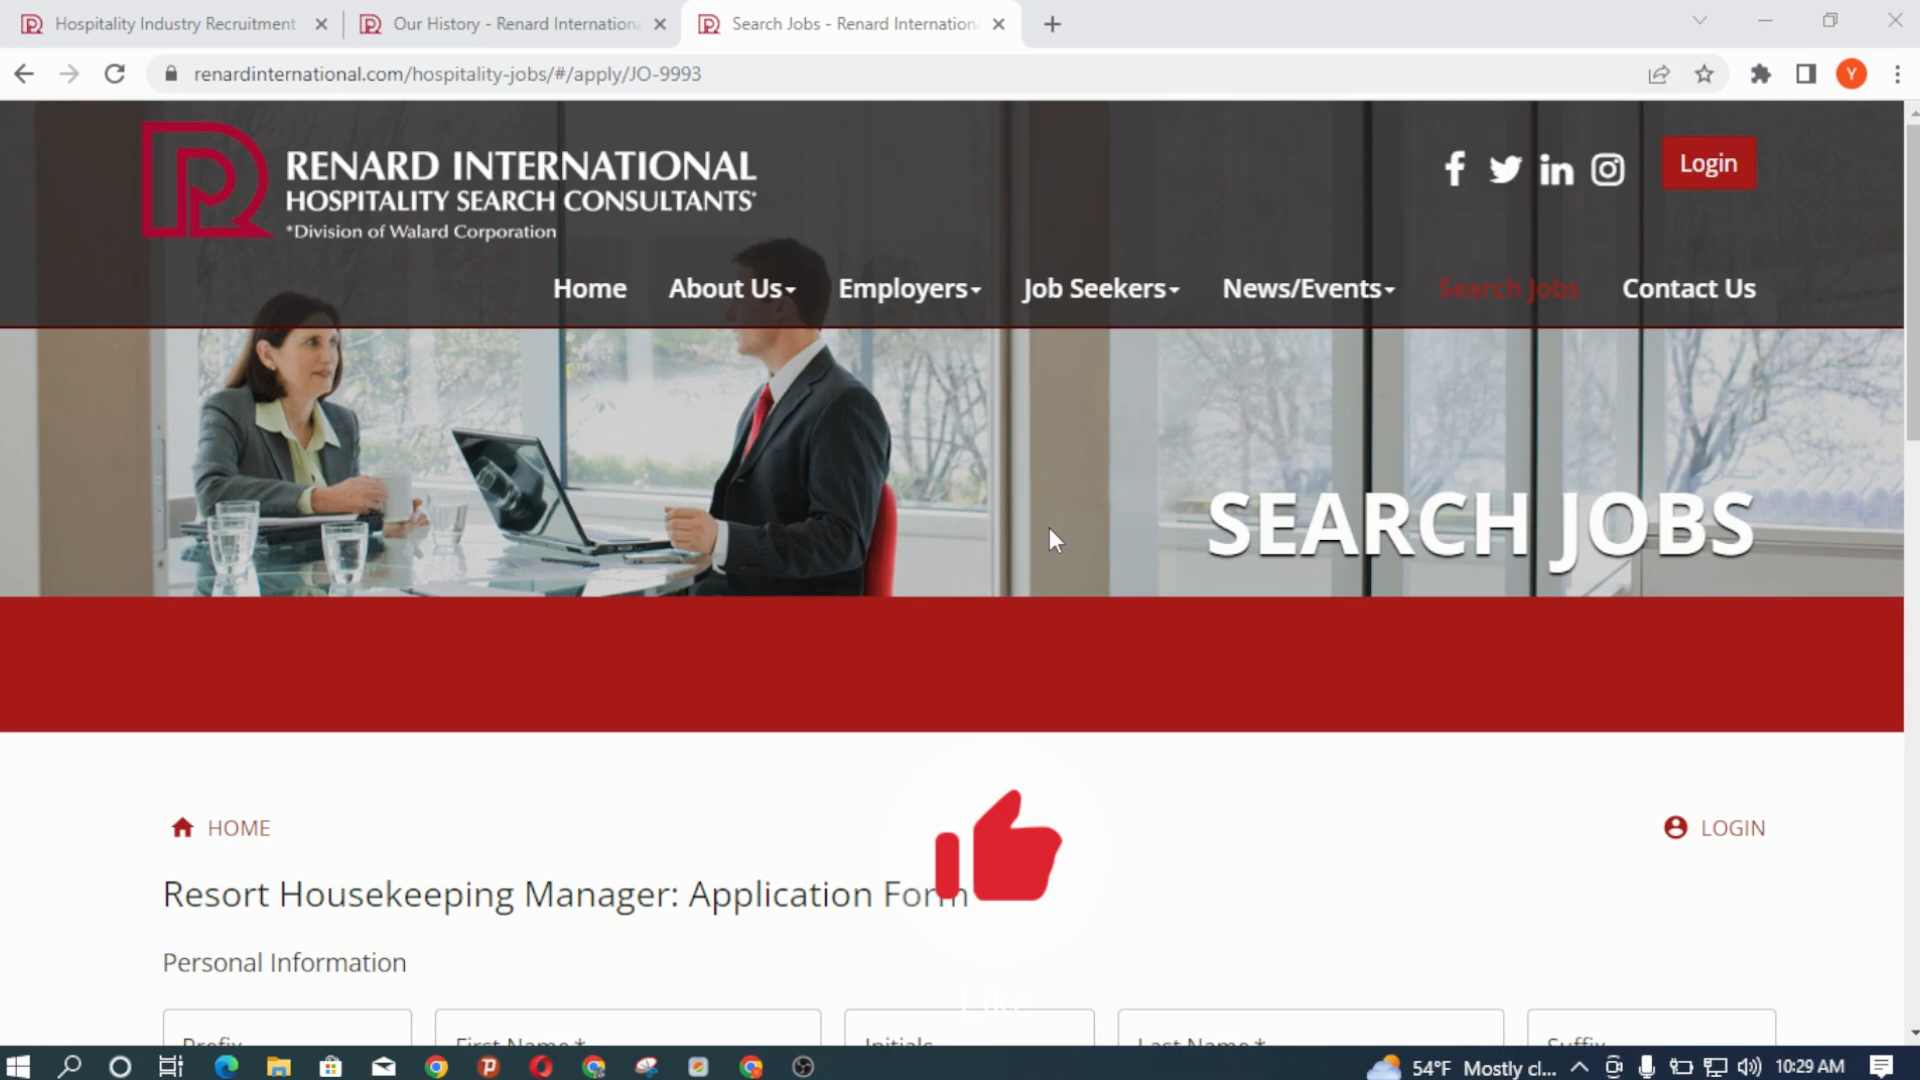 Hospitality Industry Recruitment
Our History - Renard Internationa
Search Jobs - Renard Internation
renardinternational.com/hospitality-jobs/#/apply/JO-9993
Y
RENARD INTERNATIONAL
HOSPITALITY SEARCH CONSULTANTS*
*Division of Walard Corporation
Login
Home
About Us
Employers
Job Seekers
News/Events
Search Jobs
Contact Us
SEARCH JOBS
HOME
LOGIN
Resort Housekeeping Manager: Application Form
Personal Information
Like
Prefix
First Name *
Initials
Last Name *
Suffix
54°F Mostly cl...
10:29 AM